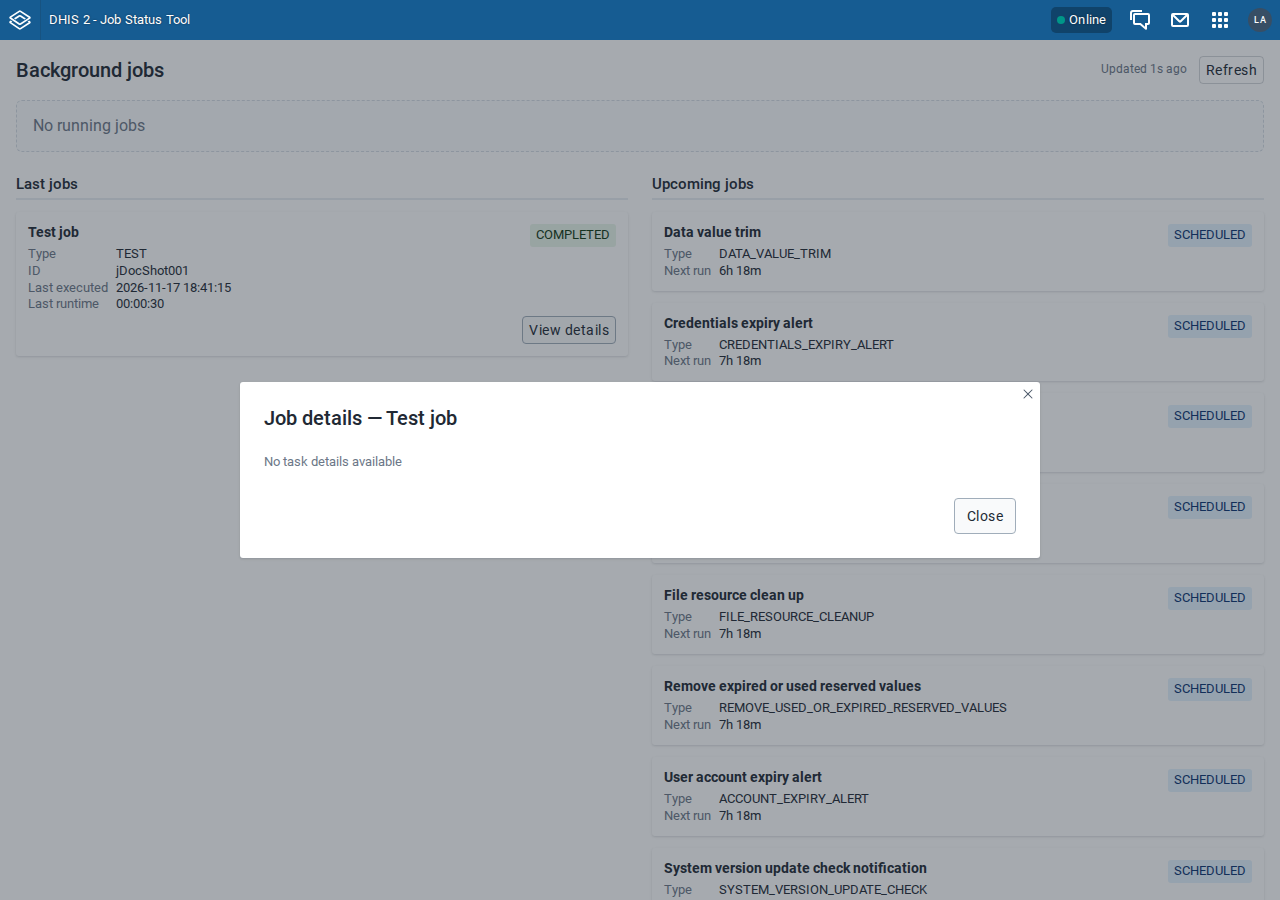 DHIS 2 - Job Status Tool
Online
LA
Background jobs
Updated 1s ago
Refresh
No running jobs
Last jobs
Test job
COMPLETED
Type TEST
ID jDocShot001
Last executed 2026-11-17 18:41:15
Last runtime 00:00:30
View details
Upcoming jobs
Data value trim
SCHEDULED
Type DATA_VALUE_TRIM
Next run 6h 18m
Credentials expiry alert
SCHEDULED
Type CREDENTIALS_EXPIRY_ALERT
Next run 7h 18m
SCHEDULED
SCHEDULED
Job details — Test job
No task details available
Close
File resource clean up
SCHEDULED
Type FILE_RESOURCE_CLEANUP
Next run 7h 18m
Remove expired or used reserved values
SCHEDULED
Type REMOVE_USED_OR_EXPIRED_RESERVED_VALUES
Next run 7h 18m
User account expiry alert
SCHEDULED
Type ACCOUNT_EXPIRY_ALERT
Next run 7h 18m
System version update check notification
SCHEDULED
Type SYSTEM_VERSION_UPDATE_CHECK